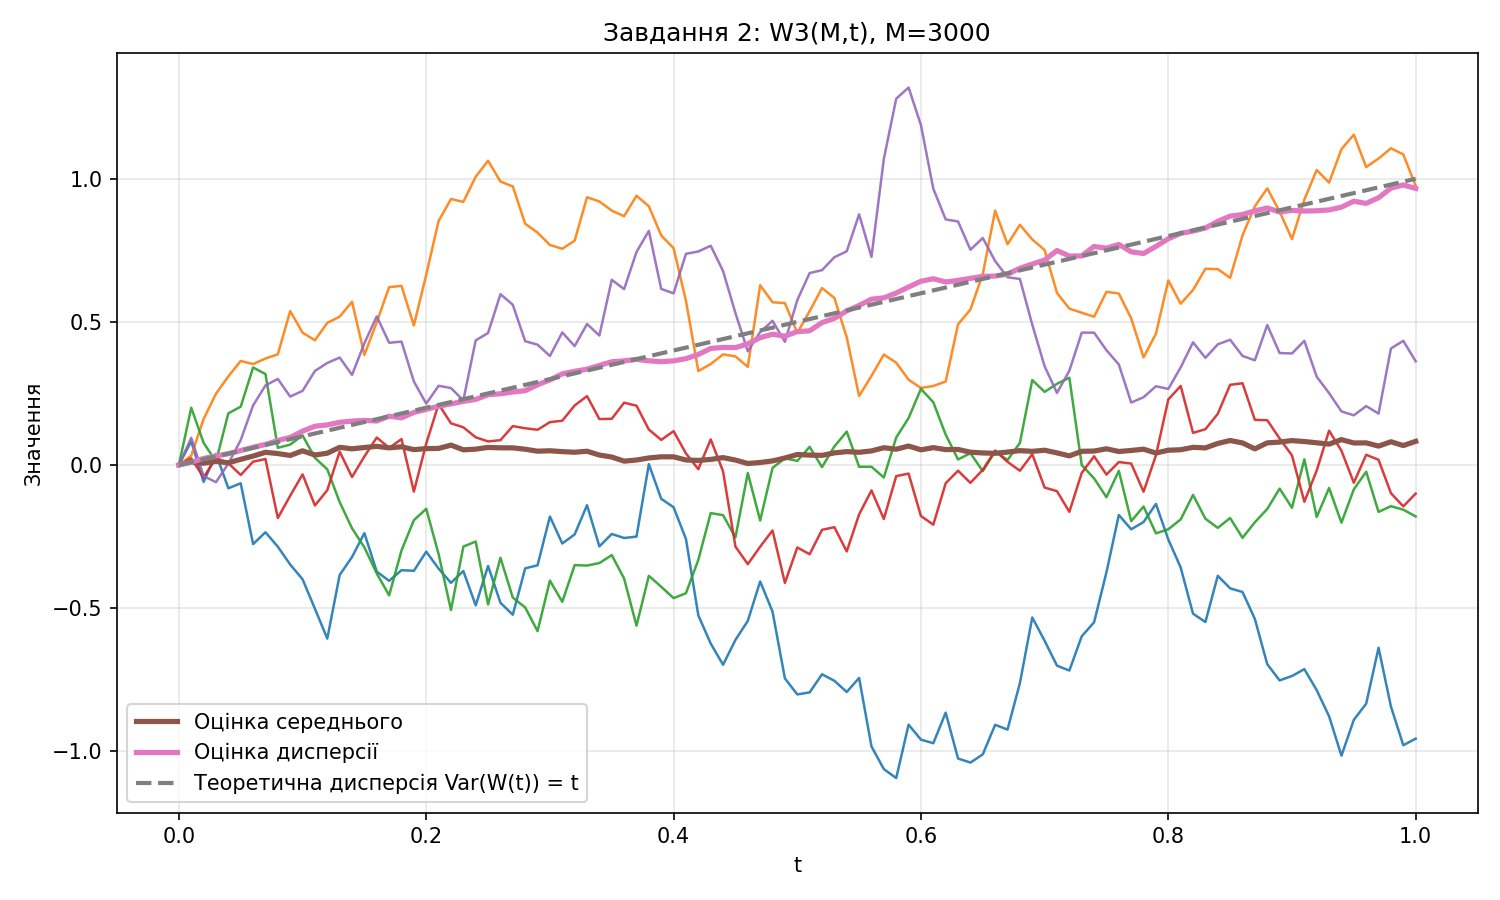 Завдання 2: W3(M,t), M=3000
Значення
1.0
0.5
0.0
−0.5
−1.0
Оцінка середнього
Оцінка дисперсії
Теоретична дисперсія Var(W(t)) = t
0.0 0.2 0.4 0.6 0.8 1.0
t